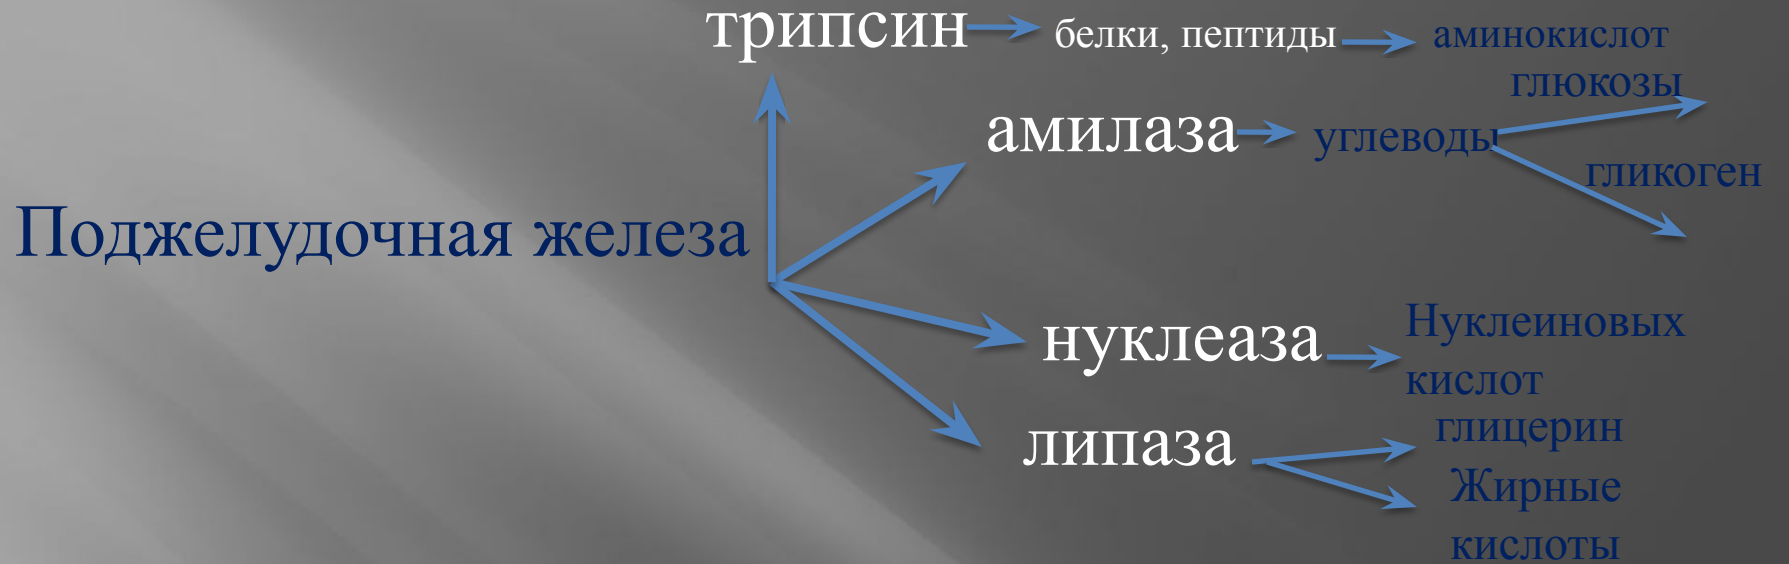 трипсин
белки, пептиды
аминокислот
глюкозы
амилаза
углеводы
гликоген
Поджелудочная железа
нуклеаза
Нуклеиновых
кислот
липаза
глицерин
Жирные
кислоты